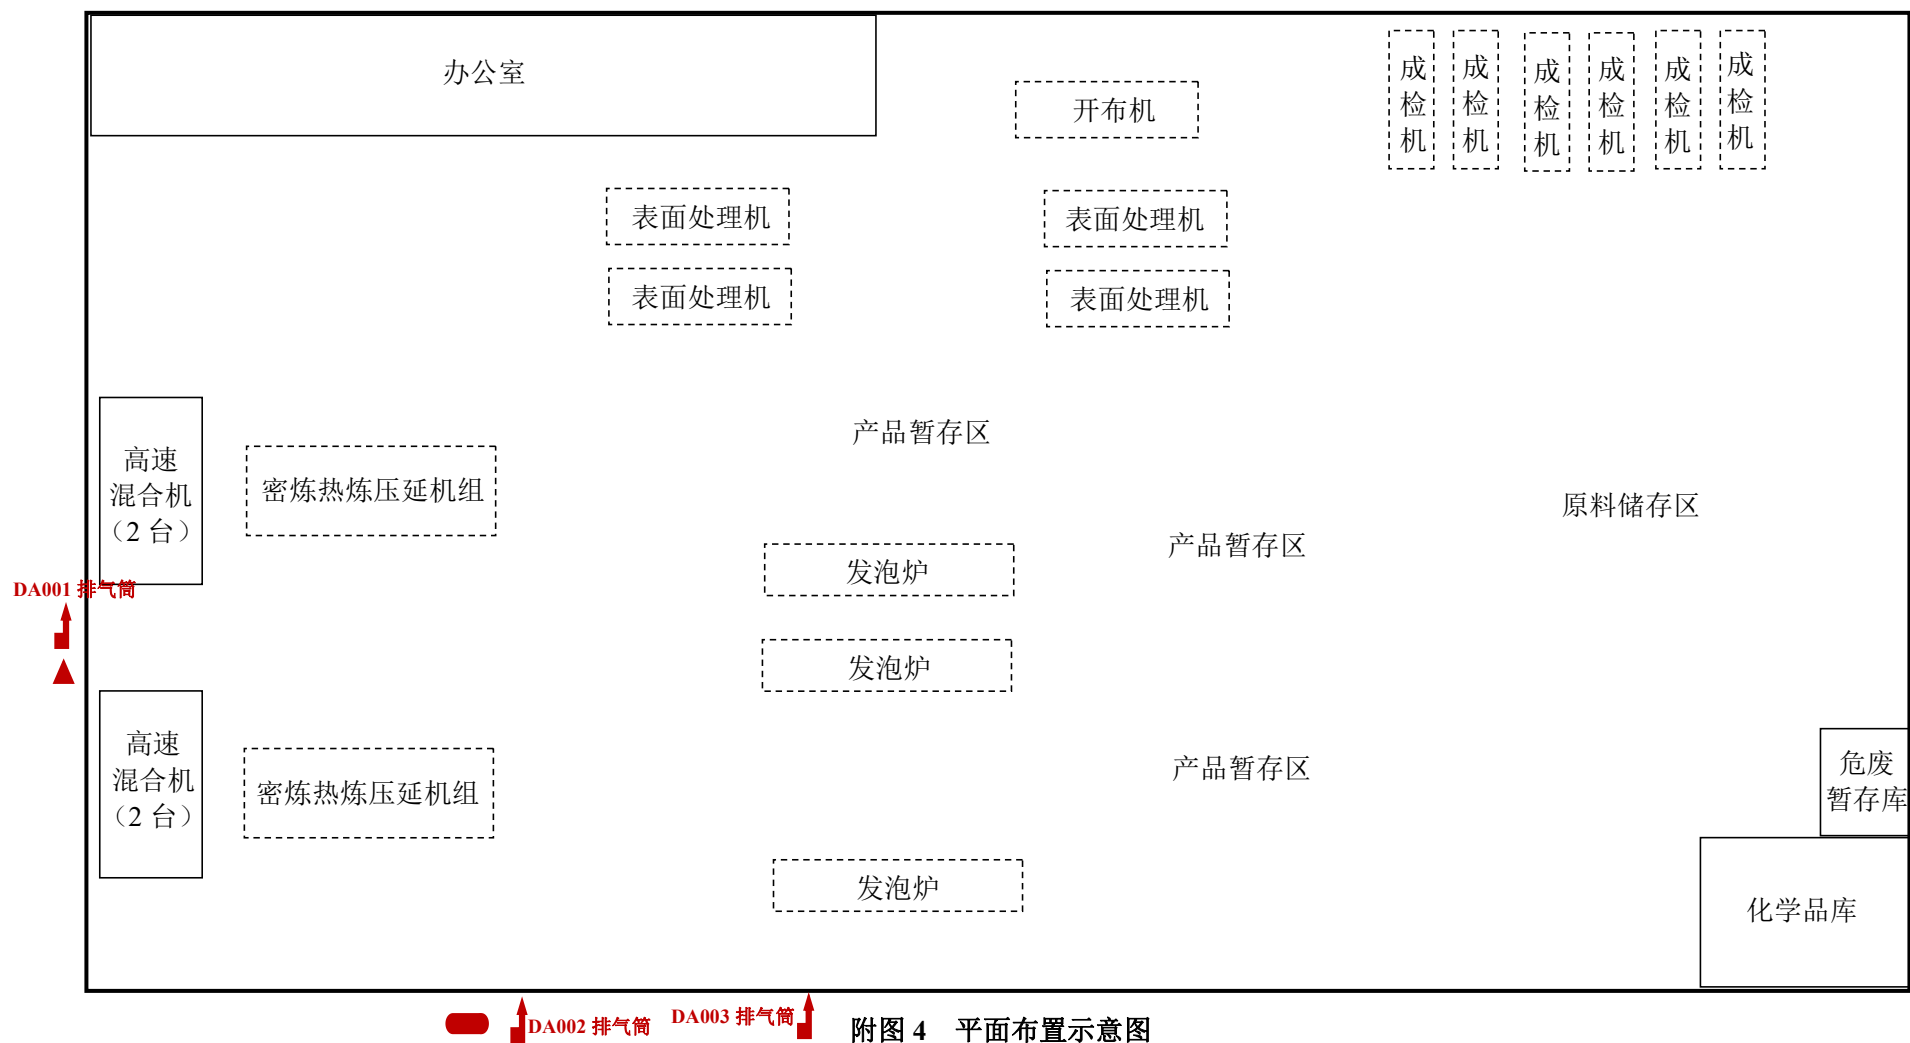 办公室
开布机
成检机
成检机
成检机
成检机
成检机
成检机
表面处理机
表面处理机
表面处理机
表面处理机
高速
混合机
（2 台）
密炼热炼压延机组
产品暂存区
原料储存区
产品暂存区
发泡炉
DA001 排气筒
发泡炉
高速
混合机
（2 台）
密炼热炼压延机组
产品暂存区
危废
暂存库
发泡炉
化学品库
DA002 排气筒
DA003 排气筒
附图 4 平面布置示意图